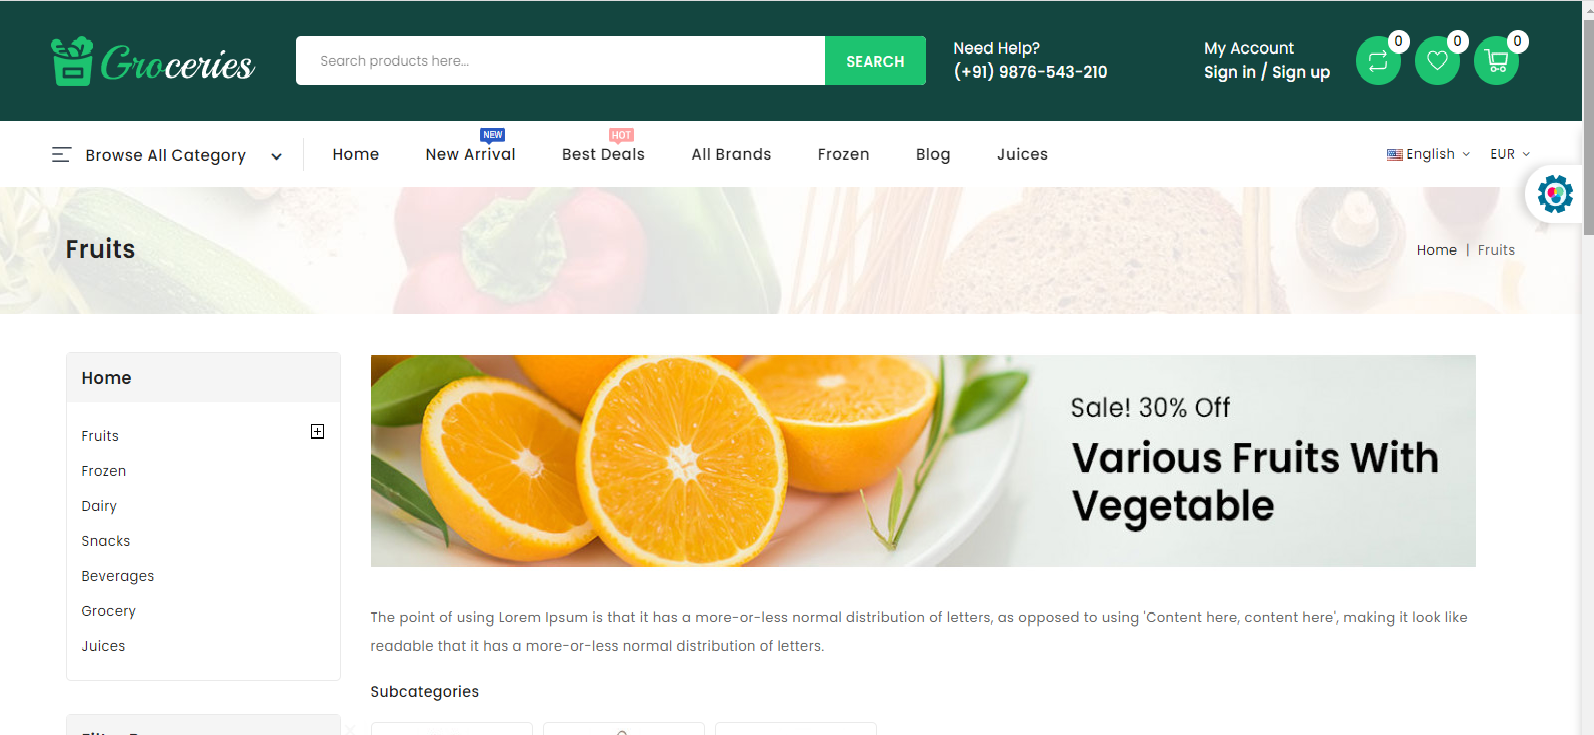 Groceries
Search products here...
SEARCH
Need Help?
(+91) 9876-543-210
My Account
Sign in / Sign up
0
0
0
Browse All Category
Home
New Arrival
NEW
Best Deals
HOT
All Brands
Frozen
Blog
Juices
English
EUR
Fruits
Home | Fruits
Home
Fruits
Frozen
Dairy
Snacks
Beverages
Grocery
Juices
Sale! 30% Off
Various Fruits With
Vegetable
The point of using Lorem Ipsum is that it has a more-or-less normal distribution of letters, as opposed to using 'Content here, content here', making it look like
readable that it has a more-or-less normal distribution of letters.
Subcategories